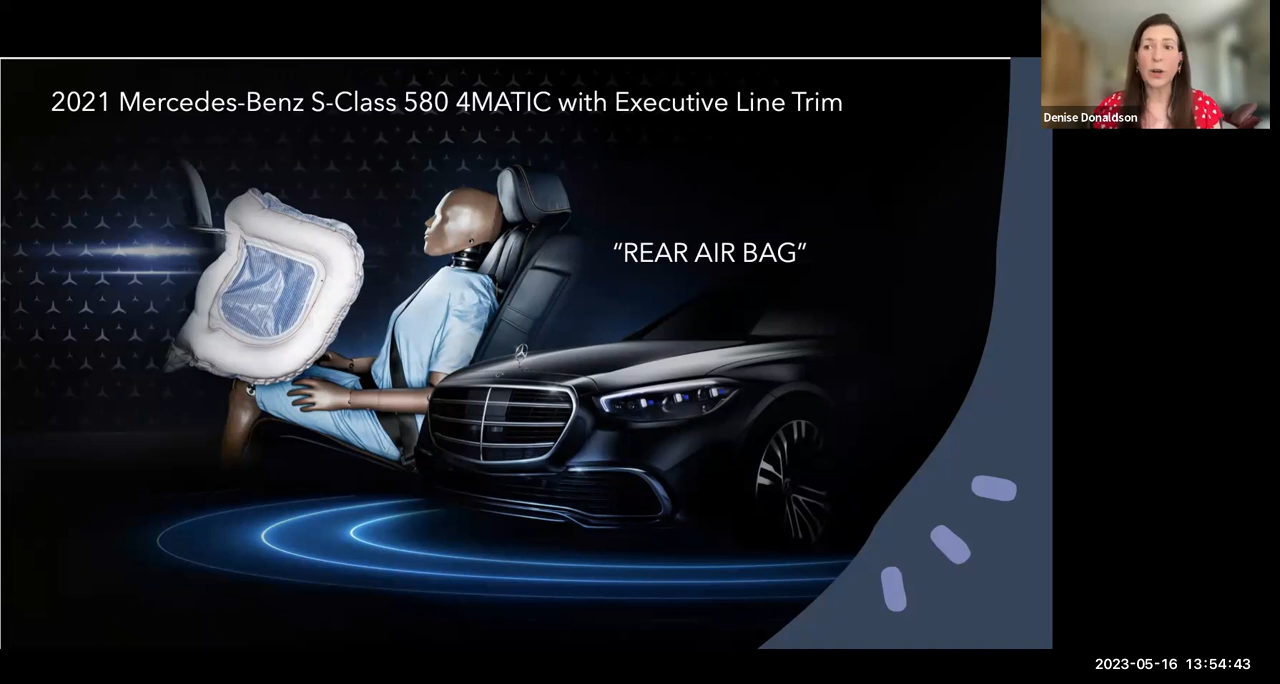 2021 Mercedes-Benz S-Class 580 4MATIC with Executive Line Trim
"REAR AIR BAG"
Denise Donaldson
2023-05-16 13:54:43